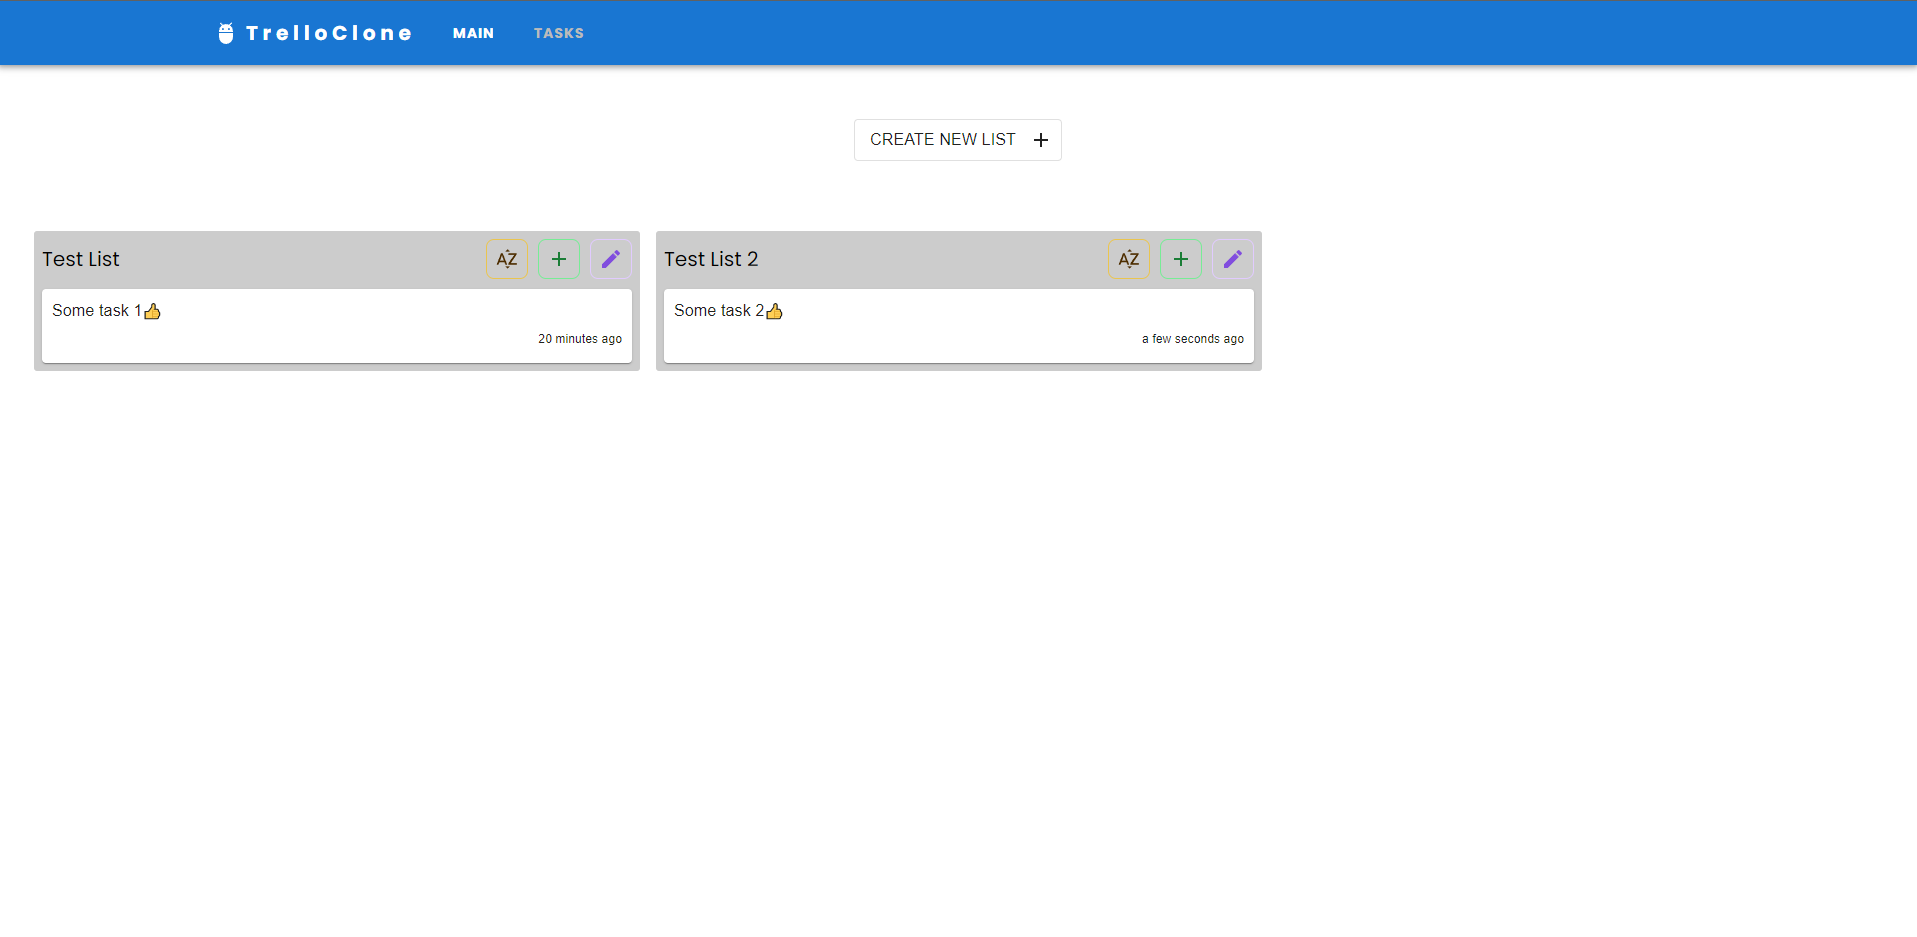 TrelloClone MAIN TASKS
CREATE NEW LIST +
Test List AZ +
Some task 1👍
20 minutes ago
Test List 2 AZ +
Some task 2👍
a few seconds ago